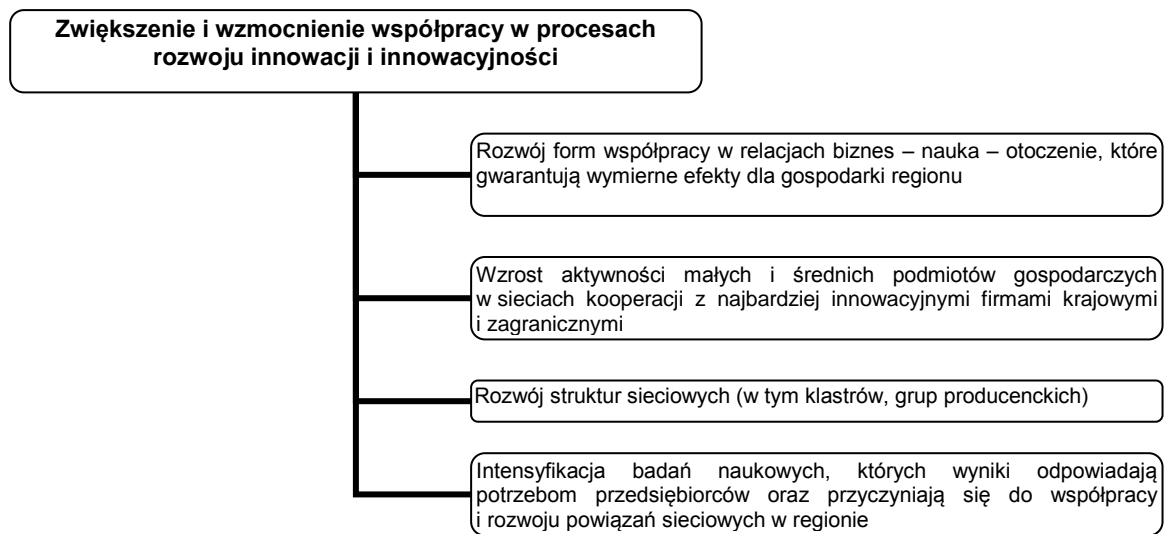 Zwiększenie i wzmocnienie współpracy w procesach
rozwoju innowacji i innowacyjności
Rozwój form współpracy w relacjach biznes – nauka – otoczenie, które
gwarantują wymierne efekty dla gospodarki regionu
Wzrost aktywności małych i średnich podmiotów gospodarczych
w sieciach kooperacji z najbardziej innowacyjnymi firmami krajowymi
i zagranicznymi
Rozwój struktur sieciowych (w tym klastrów, grup producenckich)
Intensyfikacja badań naukowych, których wyniki odpowiadają
potrzebom przedsiębiorców oraz przyczyniają się do współpracy
i rozwoju powiązań sieciowych w regionie